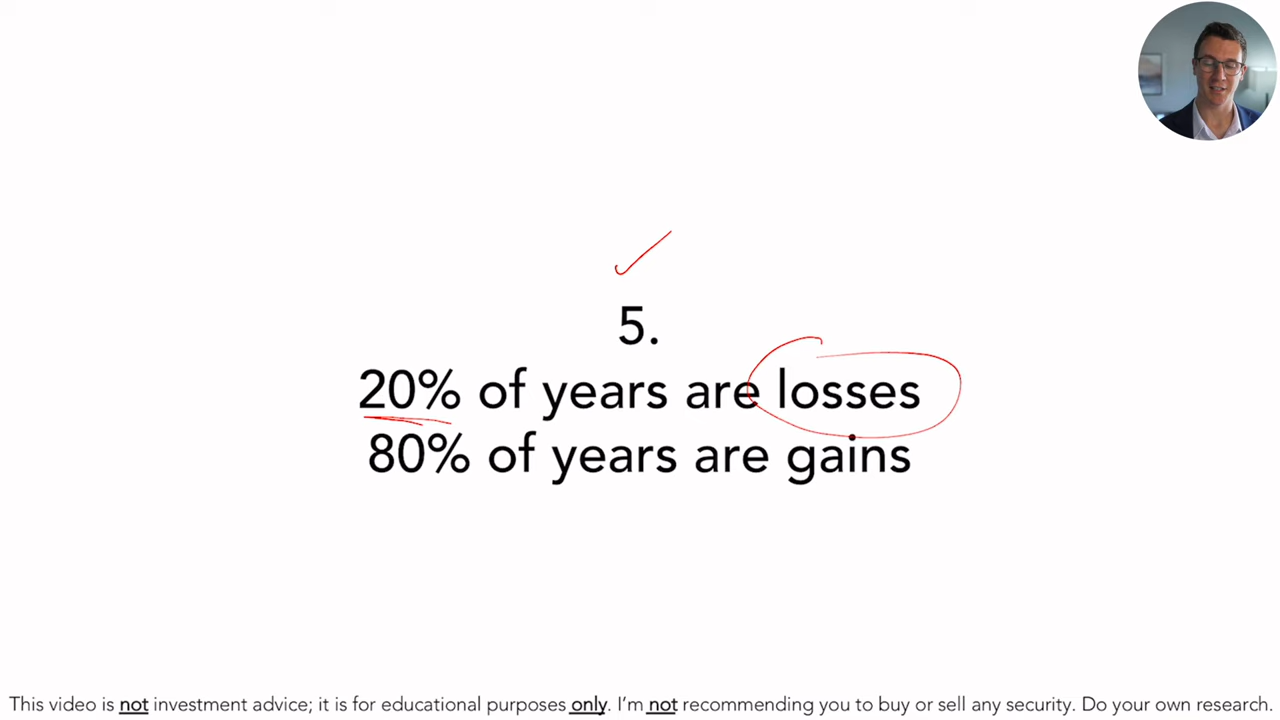 5.
20% of years are losses
80% of years are gains
This video is not investment advice; it is for educational purposes only. I'm not recommending you to buy or sell any security. Do your own research.